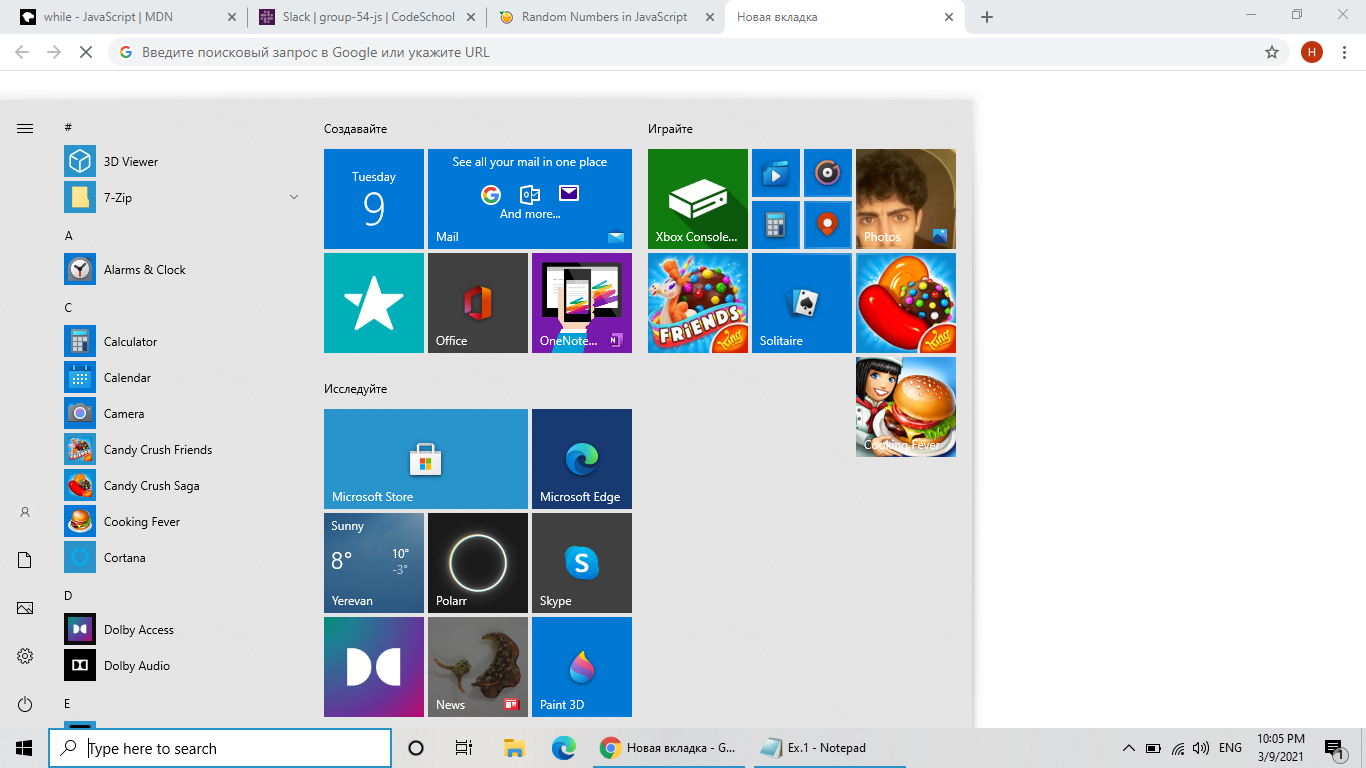 while - JavaScript | MDN
Slack | group-54-js | CodeSchool
Random Numbers in JavaScript
Новая вкладка
Введите поисковый запрос в Google или укажите URL
H
#
3D Viewer
7-Zip
A
Alarms & Clock
C
Calculator
Calendar
Camera
Candy Crush Friends
Candy Crush Saga
Cooking Fever
Cortana
D
Dolby Access
Dolby Audio
E
Создавайте
Tuesday
9
See all your mail in one place
And more...
Mail
Office
OneNote...
N
Исследуйте
Microsoft Store
Microsoft Edge
Sunny
8°
10°
-3°
Yerevan
Polarr
S
Skype
News
Paint 3D
Играйте
Xbox Console...
Photos
FRiENDS
King
Solitaire
King
Cooking Fever
Type here to search
Новая вкладка - G...
Ex.1 - Notepad
ENG
10:05 PM
3/9/2021
1